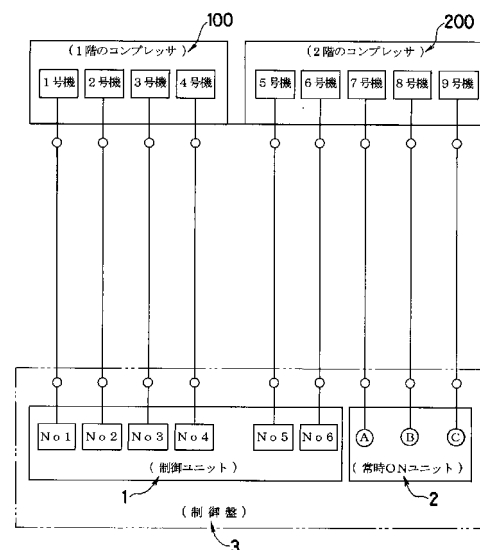 100
200
(1階のコンプレッサ)
(2階のコンプレッサ)
1号機 2号機 3号機 4号機 5号機 6号機 7号機 8号機 9号機
No1 No2 No3 No4 No5 No6 A B C
(制御ユニット)
(常時ONユニット)
1
2
(制御盤)
3